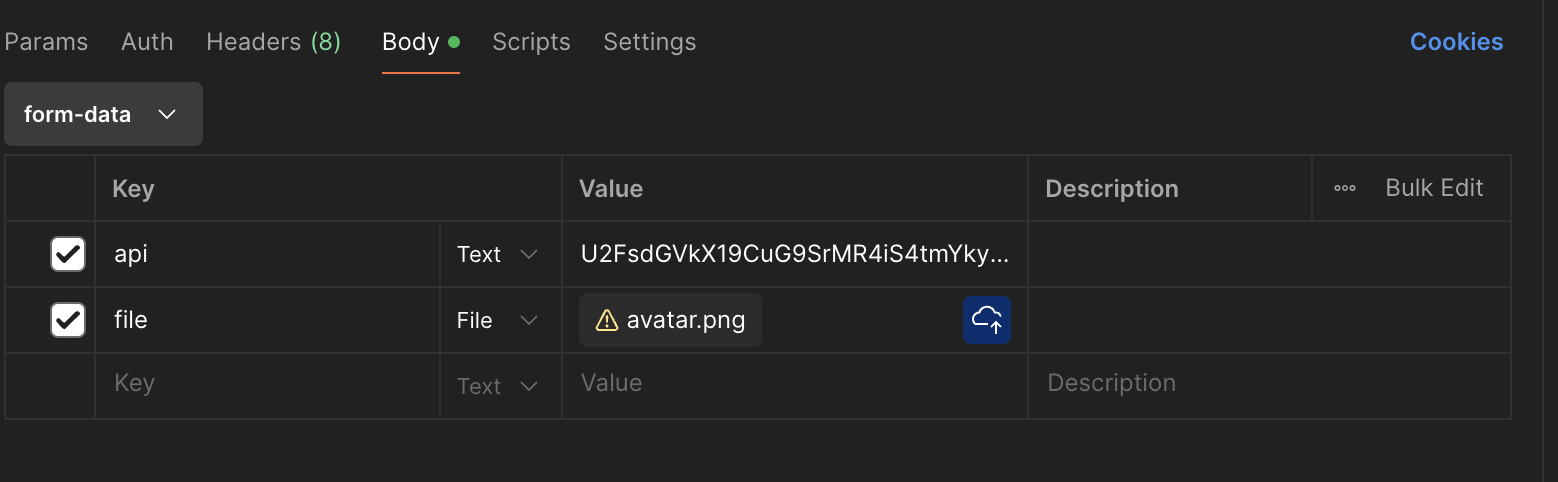 Params Auth Headers (8) Body Scripts Settings Cookies
form-data
Key Value Description Bulk Edit
api Text U2FsdGVkX19CuG9SrMR4iS4tmYky...
file File avatar.png
Key Text Value Description